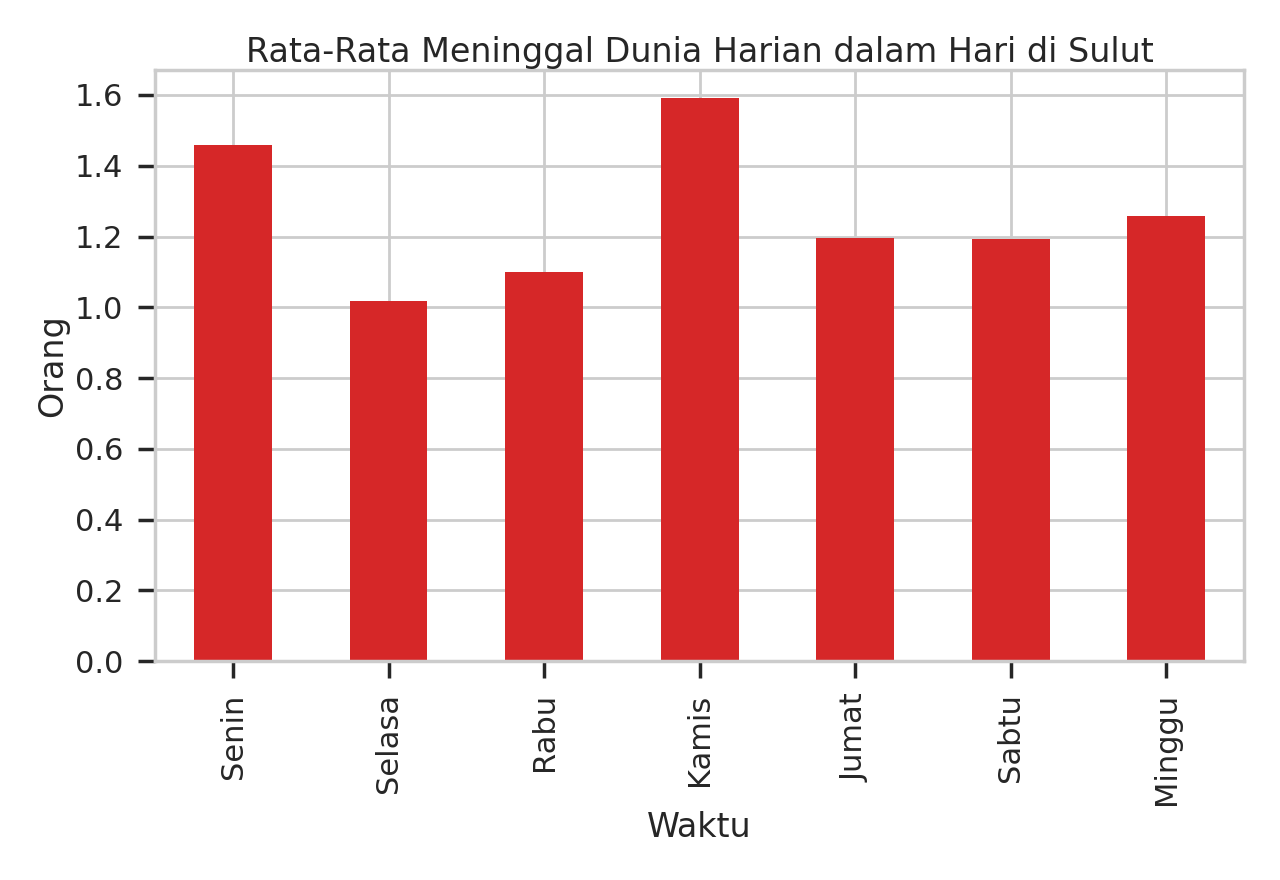 Rata-Rata Meninggal Dunia Harian dalam Hari di Sulut
1.6
1.4
1.2
1.0
0.8
0.6
0.4
0.2
0.0
Orang
Senin
Selasa
Rabu
Kamis
Jumat
Sabtu
Minggu
Waktu